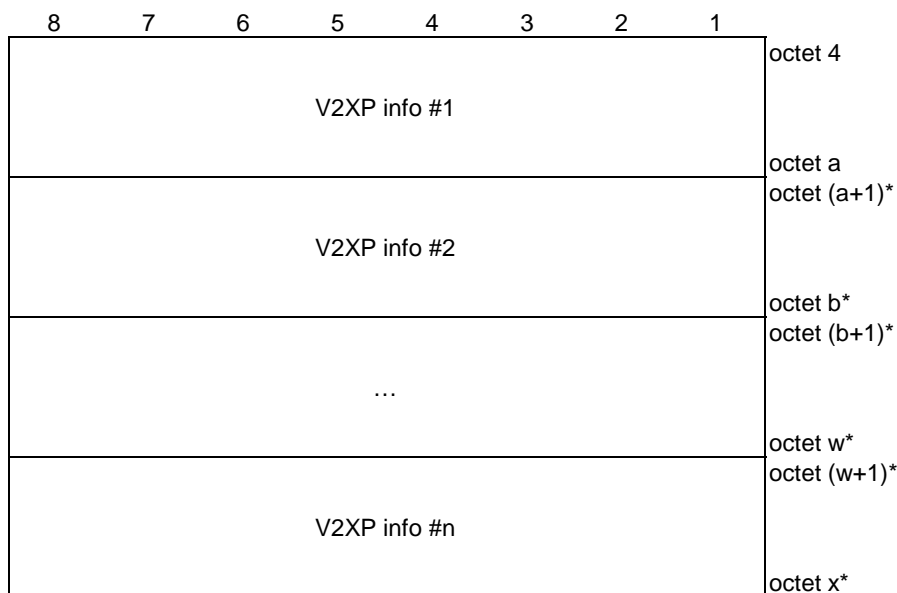 8 7 6 5 4 3 2 1
octet 4
V2XP info #1
octet a
octet (a+1)*
V2XP info #2
octet b*
octet (b+1)*
…
octet w*
octet (w+1)*
V2XP info #n
octet x*